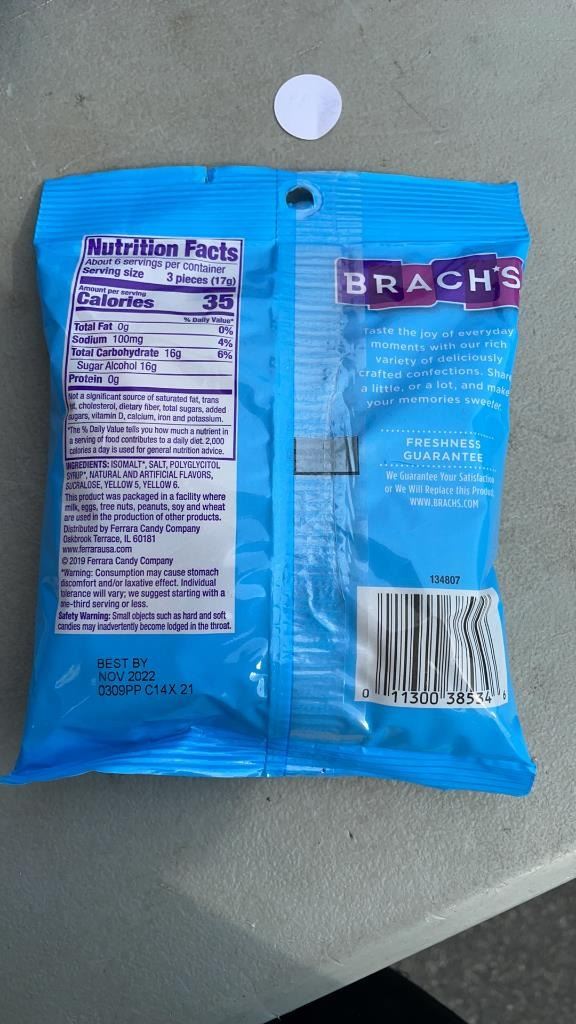 Nutrition Facts
About 6 servings per container
Serving size 3 pieces (17g)
Amount per serving
Calories 35
% Daily Value*
Total Fat 0g 0%
Sodium 100mg 4%
Total Carbohydrate 16g 6%
Sugar Alcohol 16g
Protein 0g
Not a significant source of saturated fat, trans
fat, cholesterol, dietary fiber, total sugars, added
sugars, vitamin D, calcium, iron and potassium.
*The % Daily Value tells you how much a nutrient in
a serving of food contributes to a daily diet. 2,000
calories a day is used for general nutrition advice.
INGREDIENTS: ISOMALT*, SALT, POLYGLYCITOL
SYRUP*, NATURAL AND ARTIFICIAL FLAVORS,
SUCRALOSE, YELLOW 5, YELLOW 6.
This product was packaged in a facility where
milk, eggs, tree nuts, peanuts, soy and wheat
are used in the production of other products.
Distributed by Ferrara Candy Company
Oakbrook Terrace, IL 60181
www.ferrarausa.com
© 2019 Ferrara Candy Company
*Warning: Consumption may cause stomach
discomfort and/or laxative effect. Individual
tolerance will vary; we suggest starting with a
one-third serving or less.
Safety Warning: Small objects such as hard and soft
candies may inadvertently become lodged in the throat.
BEST BY
NOV 2022
0309PP C14X 21
BRACH'S
Taste the joy of everyday
moments with our rich
variety of deliciously
crafted confections. Share
a little, or a lot, and make
your memories sweeter.
FRESHNESS
GUARANTEE
We Guarantee Your Satisfaction
or We Will Replace this Product
WWW.BRACHS.COM
134807
0 11300 38534 6